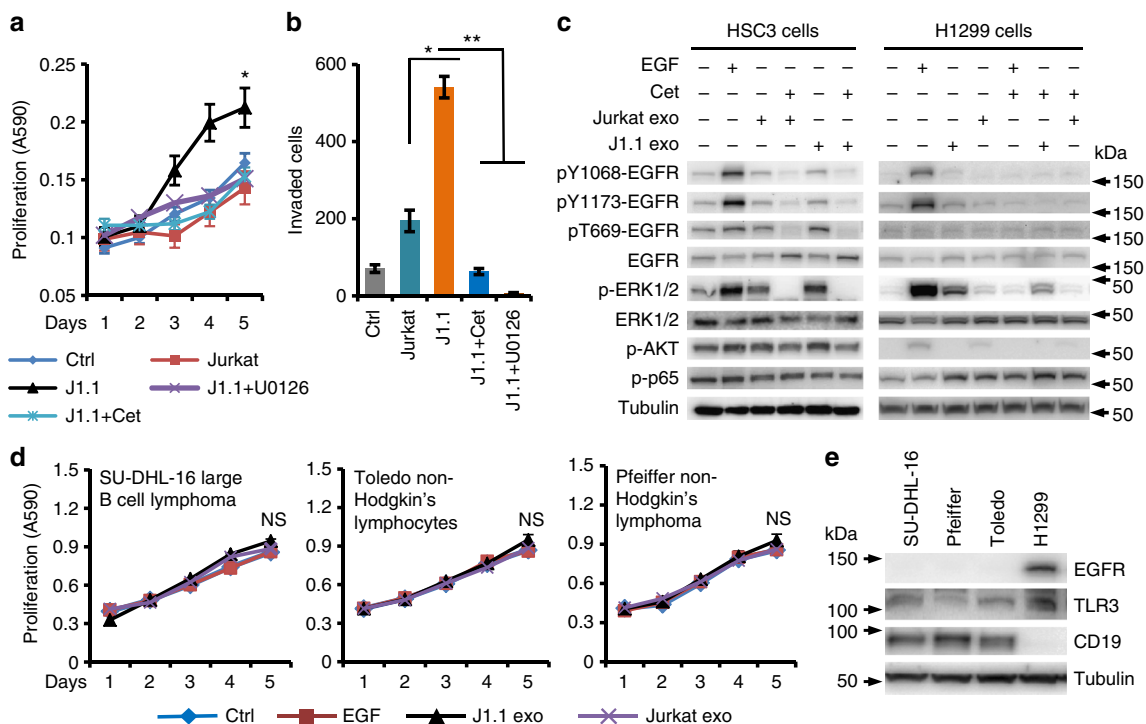 a
Proliferation (A590)
0.25
0.2
0.15
0.1
0.05
*
Days 1 2 3 4 5
Ctrl
Jurkat
J1.1
J1.1+U0126
J1.1+Cet
b
Invaded cells
600
400
200
0
*
**
Ctrl
Jurkat
J1.1
J1.1+Cet
J1.1+U0126
c
HSC3 cells
H1299 cells
EGF – + – – – – – + – – + – –
Cet – – – + – + – – – – + + +
Jurkat exo – – + + – – – – – + – – +
J1.1 exo – – – – + + – – + – – + –
kDa
pY1068-EGFR 150
pY1173-EGFR 150
pT669-EGFR 150
EGFR 150
p-ERK1/2 50
ERK1/2 50
p-AKT 50
p-p65 50
Tubulin 50
d
Proliferation (A590)
1.5
1.2
0.9
0.6
0.3
0
SU-DHL-16 large
B cell lymphoma
NS
Days 1 2 3 4 5
1.5
1.2
0.9
0.6
0.3
0
Toledo non-
Hodgkin's
lymphocytes
NS
1 2 3 4 5
1.5
1.2
0.9
0.6
0.3
0
Pfeiffer non-
Hodgkin's
lymphoma
NS
1 2 3 4 5
Ctrl EGF J1.1 exo Jurkat exo
e
kDa
SU-DHL-16
Pfeiffer
Toledo
H1299
150 EGFR
100 TLR3
100 CD19
50 Tubulin